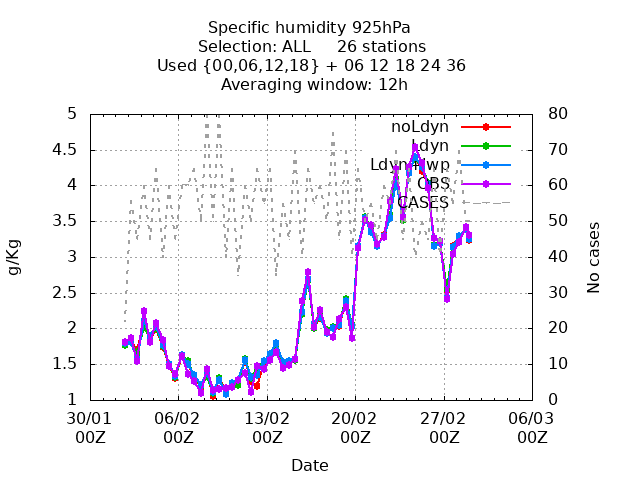 Specific humidity 925hPa
Selection: ALL     26 stations
Used {00,06,12,18} + 06 12 18 24 36
Averaging window: 12h
5
4.5
4
3.5
3
2.5
2
1.5
1
g/Kg
80
70
60
50
40
30
20
10
0
No cases
noLdyn
Ldyn
Ldyn+lwp
OBS
CASES
30/01 06/02 13/02 20/02 27/02 06/03
00Z 00Z 00Z 00Z 00Z 00Z
Date